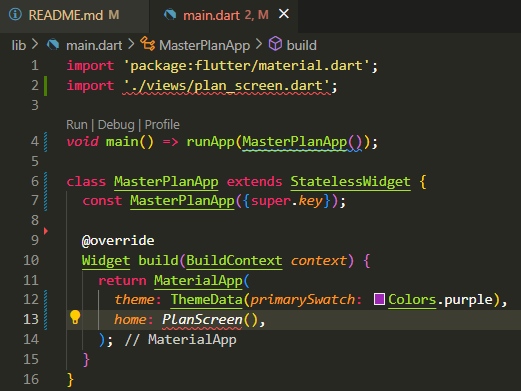 README.md M main.dart 2, M
lib > main.dart > MasterPlanApp > build
1 import 'package:flutter/material.dart';
2 import './views/plan_screen.dart';
3
Run | Debug | Profile
4 void main() => runApp(MasterPlanApp());
5
6 class MasterPlanApp extends StatelessWidget {
7 const MasterPlanApp({super.key});
8
9 @override
10 Widget build(BuildContext context) {
11 return MaterialApp(
12 theme: ThemeData(primarySwatch: Colors.purple),
13 home: PlanScreen(),
14 ); // MaterialApp
15 }
16 }